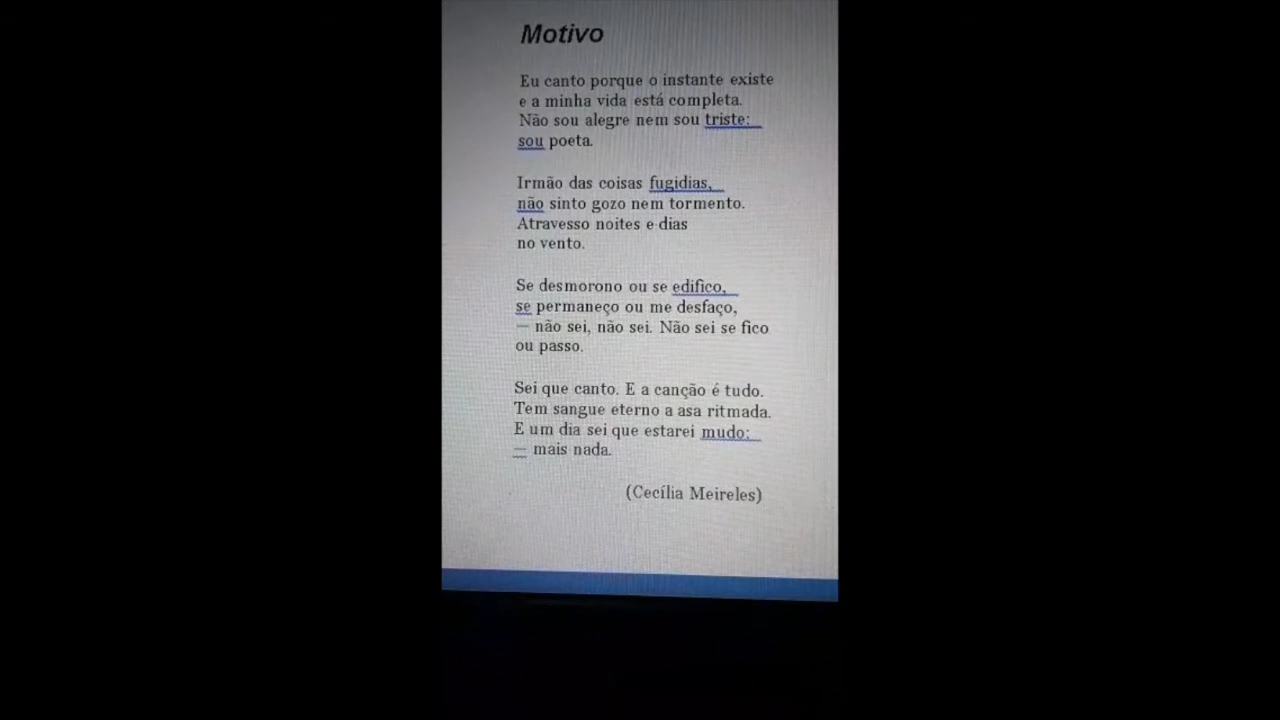 Motivo
Eu canto porque o instante existe
e a minha vida está completa.
Não sou alegre nem sou triste:
sou poeta.
Irmão das coisas fugidias,
não sinto gozo nem tormento.
Atravesso noites e dias
no vento.
Se desmorono ou se edifico,
se permaneço ou me desfaço,
— não sei, não sei. Não sei se fico
ou passo.
Sei que canto. E a canção é tudo.
Tem sangue eterno a asa ritmada.
E um dia sei que estarei mudo:
— mais nada.
(Cecília Meireles)